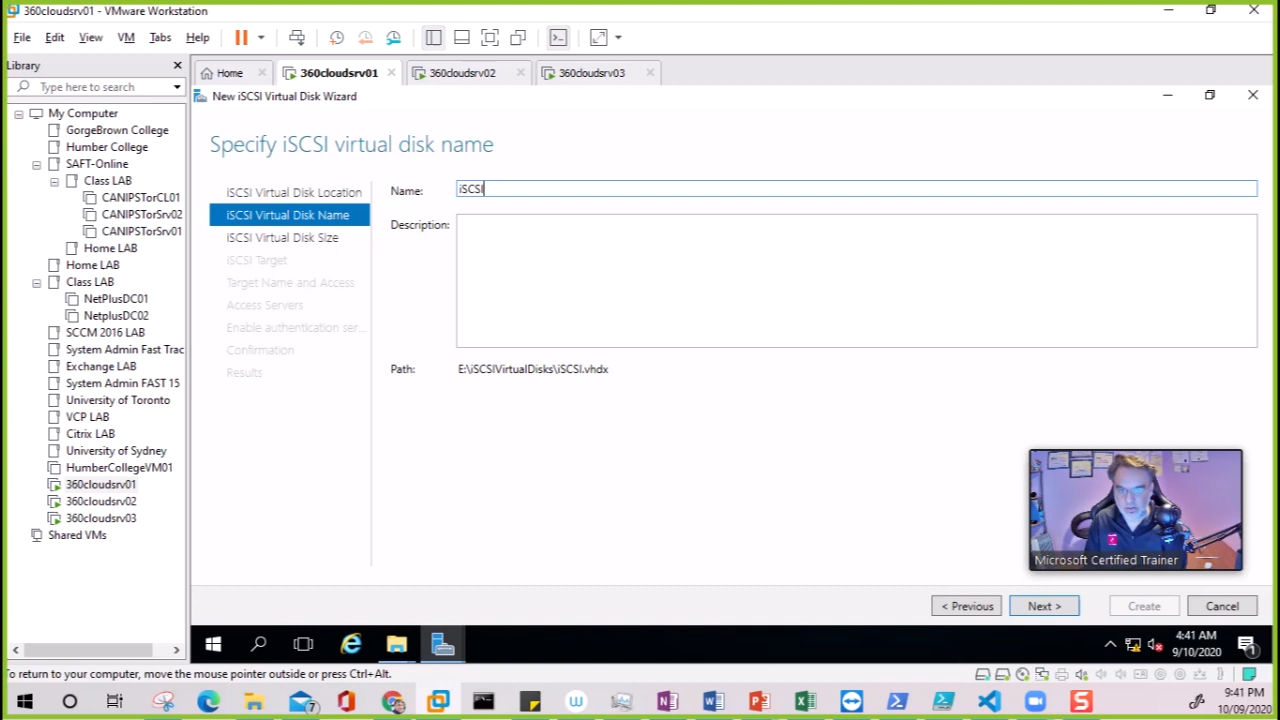 360cloudsrv01 - VMware Workstation
File Edit View VM Tabs Help
Library
Type here to search
My Computer
GorgeBrown College
Humber College
SAFT-Online
Class LAB
CANIPSTorCL01
CANIPSTorSrv02
CANIPSTorSrv01
Home LAB
Home LAB
Class LAB
NetPlusDC01
NetplusDC02
SCCM 2016 LAB
System Admin Fast Trac
Exchange LAB
System Admin FAST 15
University of Toronto
VCP LAB
Citrix LAB
University of Sydney
HumberCollegeVM01
360cloudsrv01
360cloudsrv02
360cloudsrv03
Shared VMs
Home 360cloudsrv01 360cloudsrv02 360cloudsrv03
New iSCSI Virtual Disk Wizard
Specify iSCSI virtual disk name
iSCSI Virtual Disk Location
iSCSI Virtual Disk Name
iSCSI Virtual Disk Size
iSCSI Target
Target Name and Access
Access Servers
Enable authentication ser...
Confirmation
Results
Name: iSCSI
Description:
Path: E:\iSCSIVirtualDisks\iSCSI.vhdx
Microsoft Certified Trainer
< Previous Next > Create Cancel
4:41 AM
9/10/2020
1
To return to your computer, move the mouse pointer outside or press Ctrl+Alt.
7
9:41 PM
10/09/2020